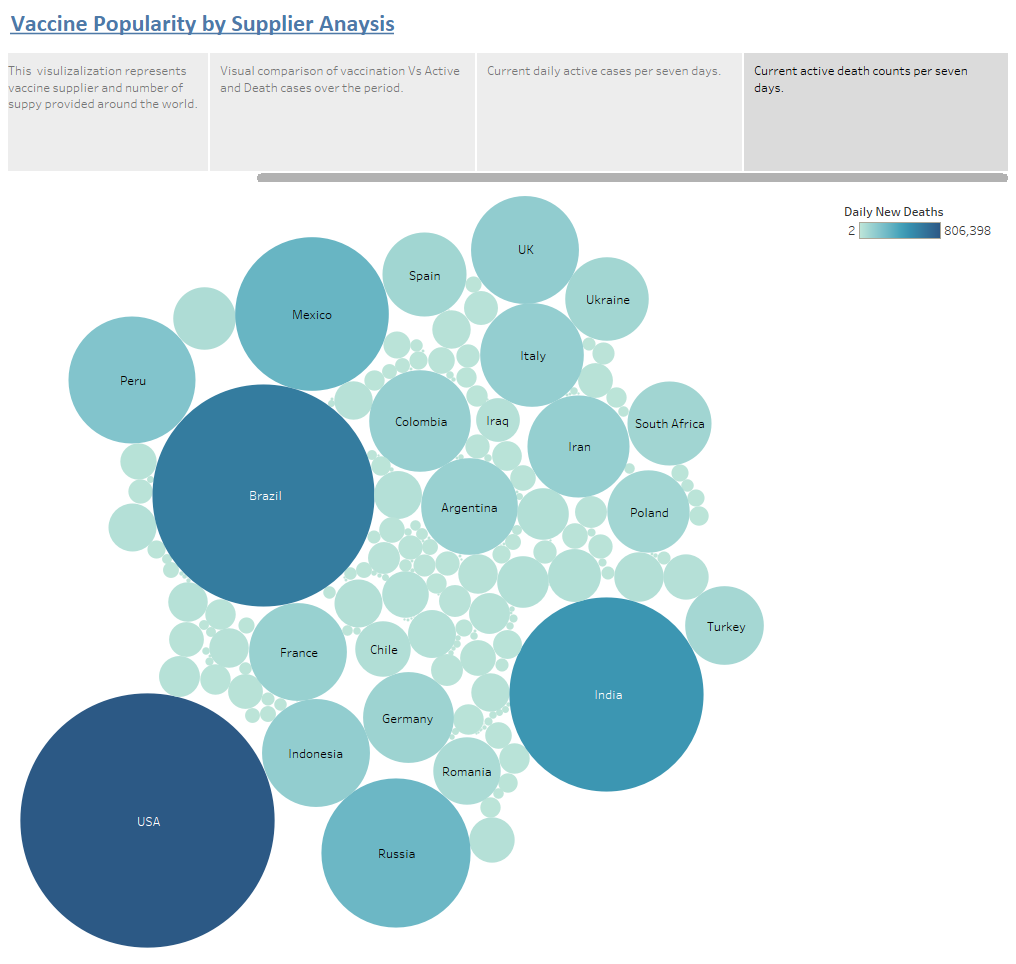 Vaccine Popularity by Supplier Anaysis
This  visulizalization represents
vaccine supplier and number of
suppy provided around the world.
Visual comparison of vaccination Vs Active
and Death cases over the period.
Current daily active cases per seven days.
Current active death counts per seven
days.
Daily New Deaths
2
806,398
UK
Spain
Ukraine
Mexico
Italy
Peru
Colombia
Iraq
South Africa
Iran
Brazil
Argentina
Poland
Turkey
France
Chile
India
Germany
Indonesia
Romania
USA
Russia